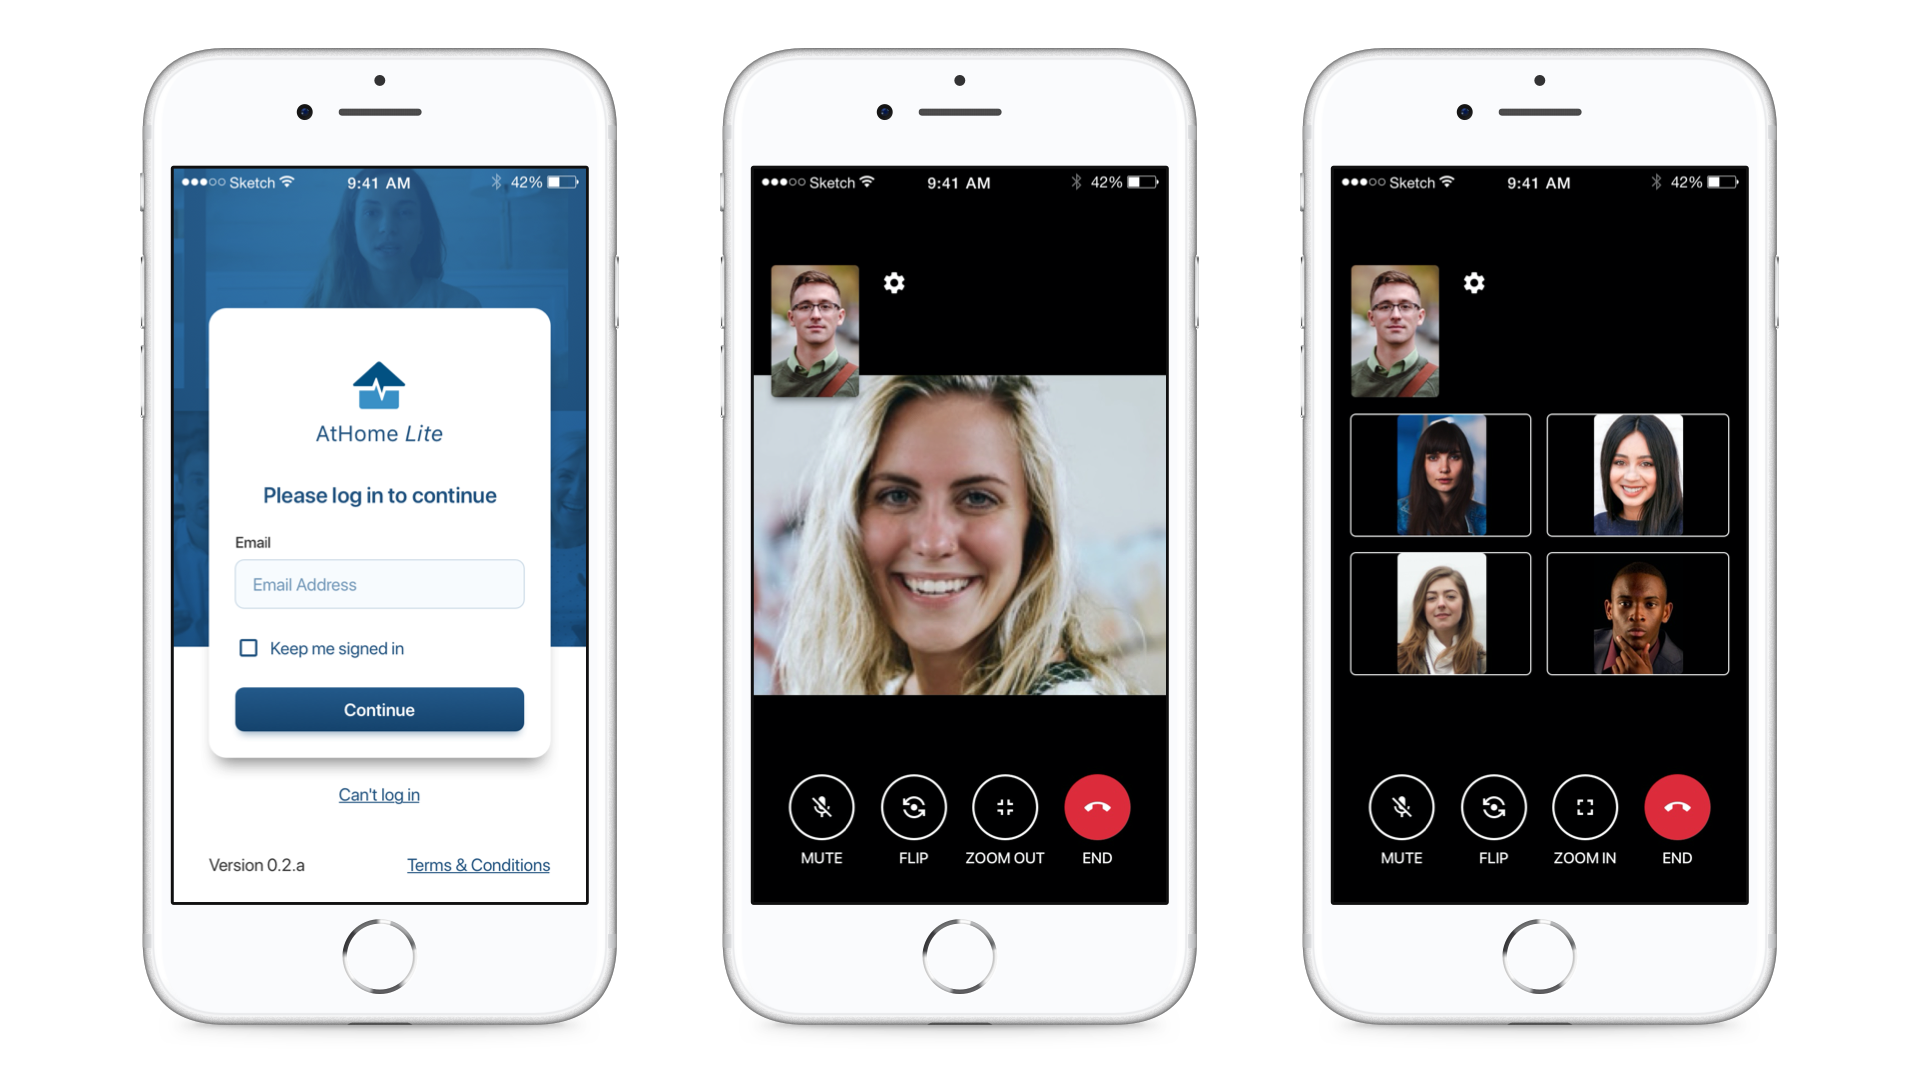 Sketch 9:41 AM 42%
AtHome Lite
Please log in to continue
Email
Email Address
Keep me signed in
Continue
Can't log in
Version 0.2.a Terms & Conditions
Sketch 9:41 AM 42%
MUTE FLIP ZOOM OUT END
Sketch 9:41 AM 42%
MUTE FLIP ZOOM IN END